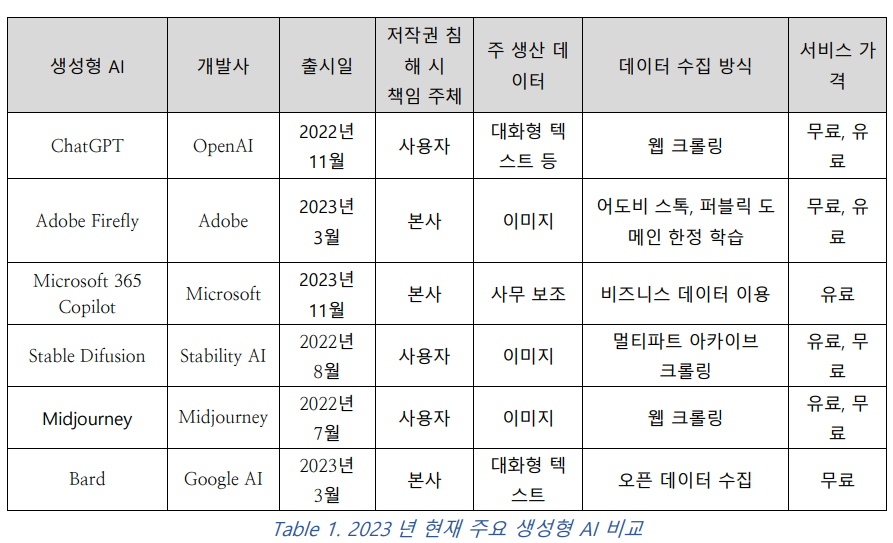 생성형 AI
개발사
출시일
저작권 침
해 시
책임 주체
주 생산 데
이터
데이터 수집 방식
서비스 가
격
ChatGPT
OpenAI
2022년
11월
사용자
대화형 텍
스트 등
웹 크롤링
무료, 유
료
Adobe Firefly
Adobe
2023년
3월
본사
이미지
어도비 스톡, 퍼블릭 도
메인 한정 학습
무료, 유
료
Microsoft 365
Copilot
Microsoft
2023년
11월
본사
사무 보조
비즈니스 데이터 이용
유료
Stable Difusion
Stability AI
2022년
8월
사용자
이미지
멀티파트 아카이브
크롤링
유료, 무
료
Midjourney
Midjourney
2022년
7월
사용자
이미지
웹 크롤링
유료, 무
료
Bard
Google AI
2023년
3월
본사
대화형 텍
스트
오픈 데이터 수집
무료
Table 1. 2023 년 현재 주요 생성형 AI 비교